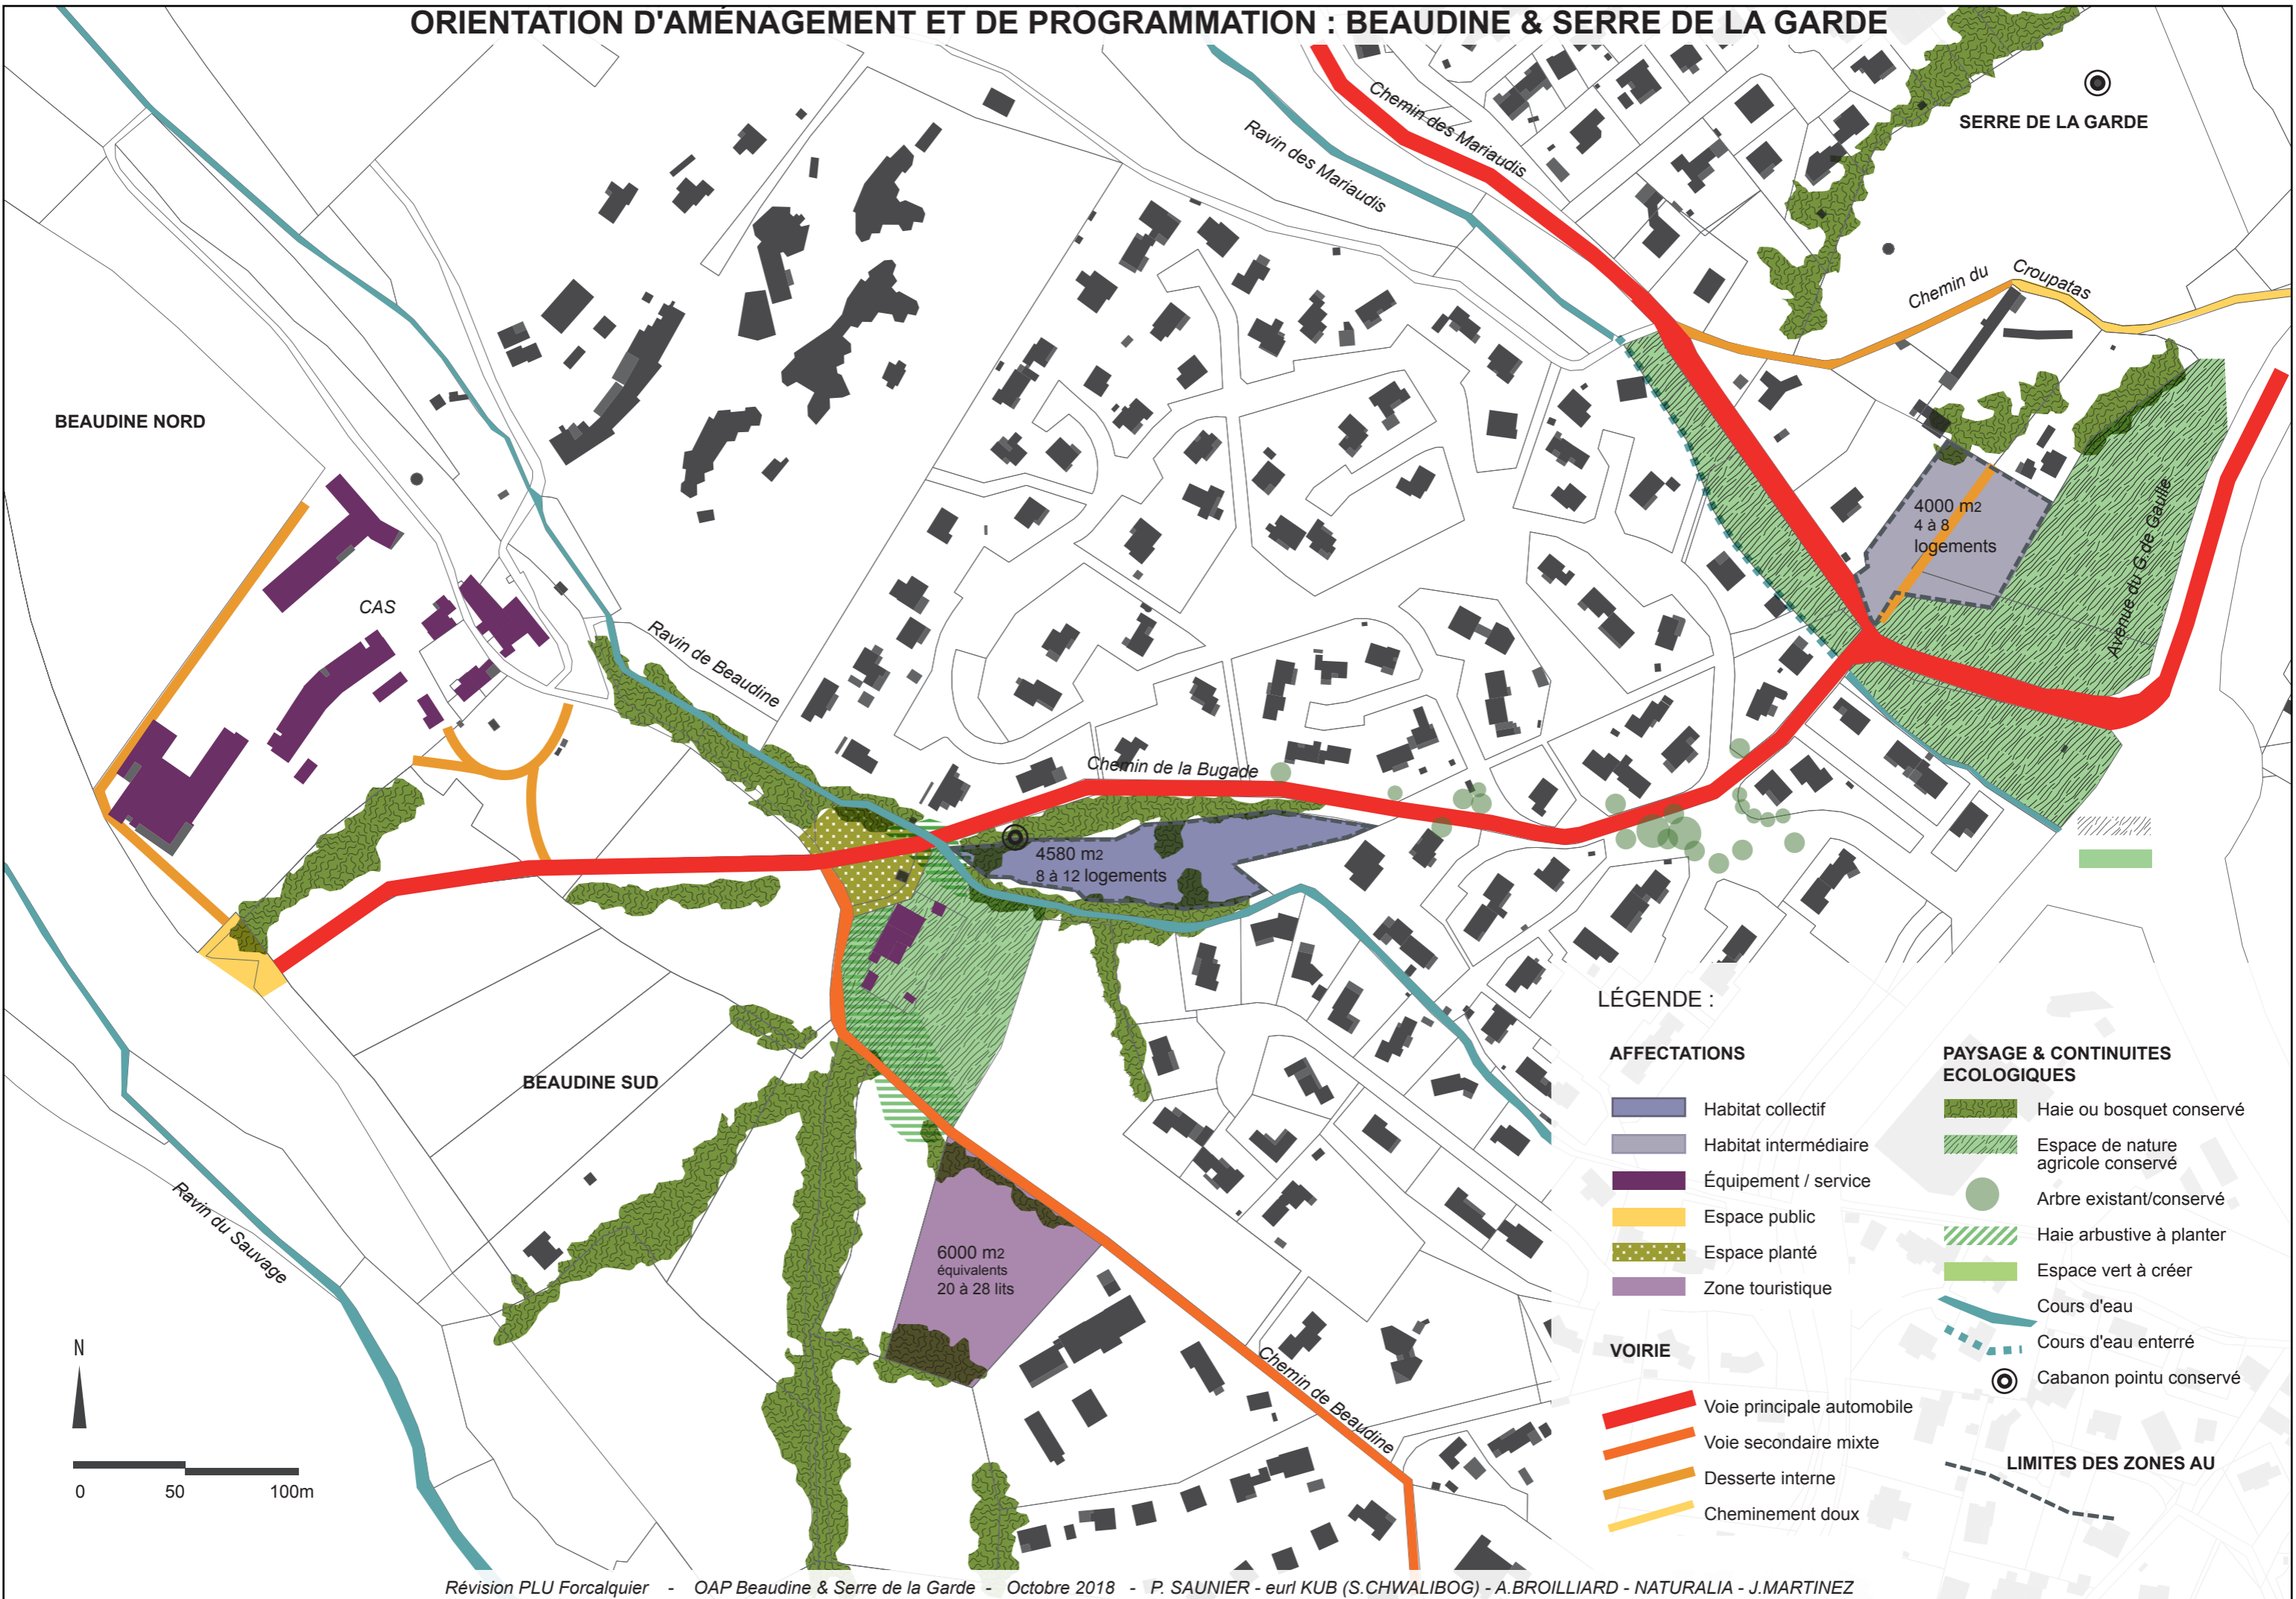 ORIENTATION D'AMÉNAGEMENT ET DE PROGRAMMATION : BEAUDINE & SERRE DE LA GARDE
Chemin des Mariaudis
Ravin des Mariaudis
SERRE DE LA GARDE
Chemin du Croupatas
BEAUDINE NORD
4000 m2
4 à 8
logements
Avenue du G.de Gaulle
CAS
Ravin de Beaudine
Chemin de la Bugade
4580 m2
8 à 12 logements
BEAUDINE SUD
Ravin du Sauvage
6000 m2
équivalents
20 à 28 lits
Chemin de Beaudine
N
0 50 100m
LÉGENDE :
AFFECTATIONS
Habitat collectif
Habitat intermédiaire
Équipement / service
Espace public
Espace planté
Zone touristique
VOIRIE
Voie principale automobile
Voie secondaire mixte
Desserte interne
Cheminement doux
PAYSAGE & CONTINUITES
ECOLOGIQUES
Haie ou bosquet conservé
Espace de nature
agricole conservé
Arbre existant/conservé
Haie arbustive à planter
Espace vert à créer
Cours d'eau
Cours d'eau enterré
Cabanon pointu conservé
LIMITES DES ZONES AU
Révision PLU Forcalquier - OAP Beaudine & Serre de la Garde - Octobre 2018 - P. SAUNIER - eurl KUB (S.CHWALIBOG) - A.BROILLIARD - NATURALIA - J.MARTINEZ